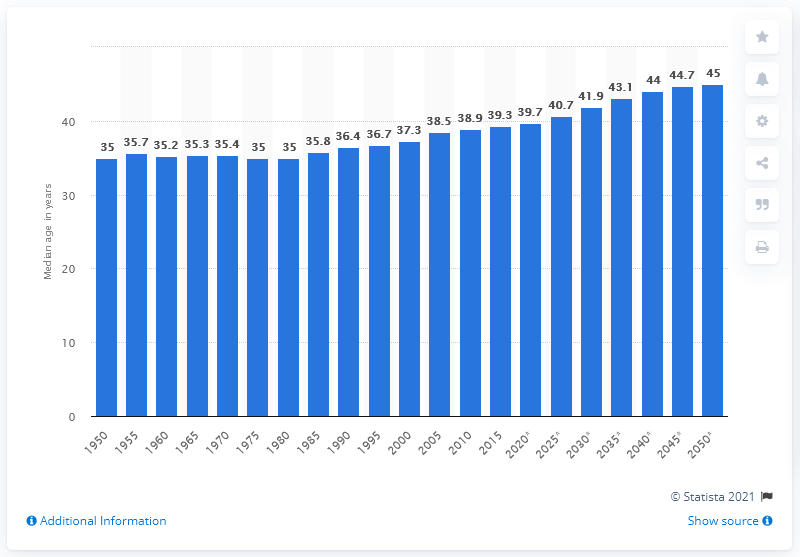 35 35.7 35.2 35.3 35.4 35 35 35.8 36.4 36.7 37.3 38.5 38.9 39.3 39.7 40.7 41.9 43.1 44 44.7 45
Median age in years
40
30
20
10
0
1950 1955 1960 1965 1970 1975 1980 1985 1990 1995 2000 2005 2010 2015 2020* 2025* 2030* 2035* 2040* 2045* 2050*
© Statista 2021
Additional Information
Show source